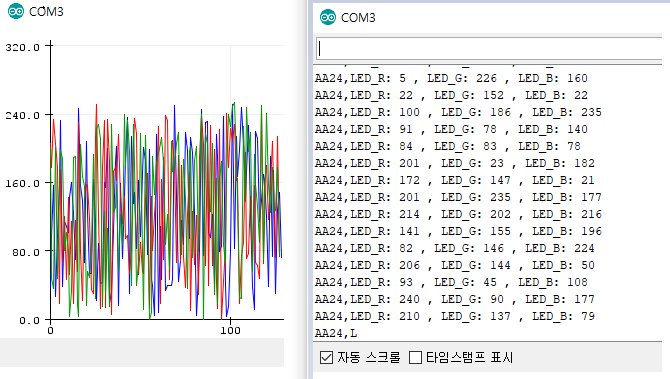 COM3
320.0
240.0
160.0
80.0
0.0
0
100
COM3
AA24,LED_R: 5 , LED_G: 226 , LED_B: 160
AA24,LED_R: 22 , LED_G: 152 , LED_B: 22
AA24,LED_R: 100 , LED_G: 186 , LED_B: 235
AA24,LED_R: 91 , LED_G: 78 , LED_B: 140
AA24,LED_R: 84 , LED_G: 83 , LED_B: 78
AA24,LED_R: 201 , LED_G: 23 , LED_B: 182
AA24,LED_R: 172 , LED_G: 147 , LED_B: 21
AA24,LED_R: 201 , LED_G: 235 , LED_B: 177
AA24,LED_R: 214 , LED_G: 202 , LED_B: 216
AA24,LED_R: 141 , LED_G: 155 , LED_B: 196
AA24,LED_R: 82 , LED_G: 146 , LED_B: 224
AA24,LED_R: 206 , LED_G: 144 , LED_B: 50
AA24,LED_R: 93 , LED_G: 45 , LED_B: 108
AA24,LED_R: 240 , LED_G: 90 , LED_B: 177
AA24,LED_R: 210 , LED_G: 137 , LED_B: 79
AA24,L
자동 스크롤 타임스탬프 표시